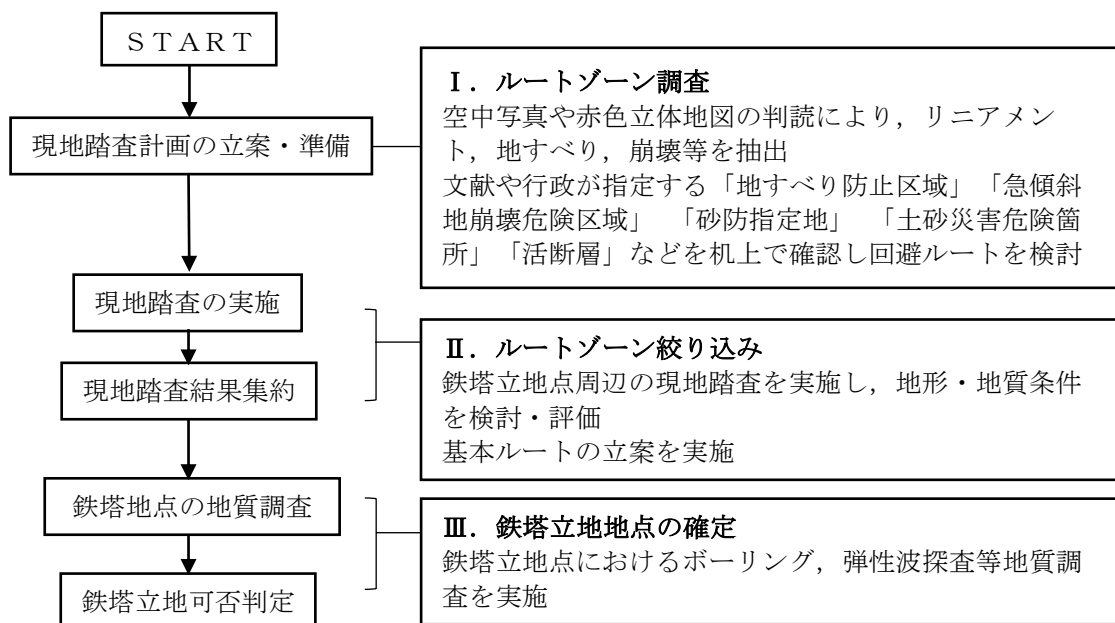 ＳＴＡＲＴ
現地踏査計画の立案・準備
Ⅰ．ルートゾーン調査
空中写真や赤色立体地図の判読により，リニアメン
ト，地すべり，崩壊等を抽出
文献や行政が指定する「地すべり防止区域」「急傾斜
地崩壊危険区域」　「砂防指定地」　「土砂災害危険箇
所」「活断層」などを机上で確認し回避ルートを検討
現地踏査の実施
現地踏査結果集約
Ⅱ．ルートゾーン絞り込み
鉄塔立地点周辺の現地踏査を実施し，地形・地質条件
を検討・評価
基本ルートの立案を実施
鉄塔地点の地質調査
鉄塔立地可否判定
Ⅲ．鉄塔立地地点の確定
鉄塔立地点におけるボーリング，弾性波探査等地質調
査を実施